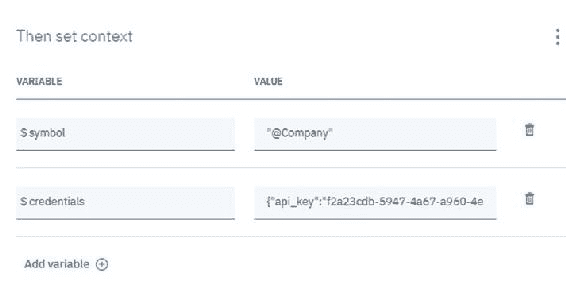 Then set context
VARIABLE VALUE
$symbol "@Company"
$credentials {"api_key":"f2a23cdb-5947-4a67-a960-4e
Add variable